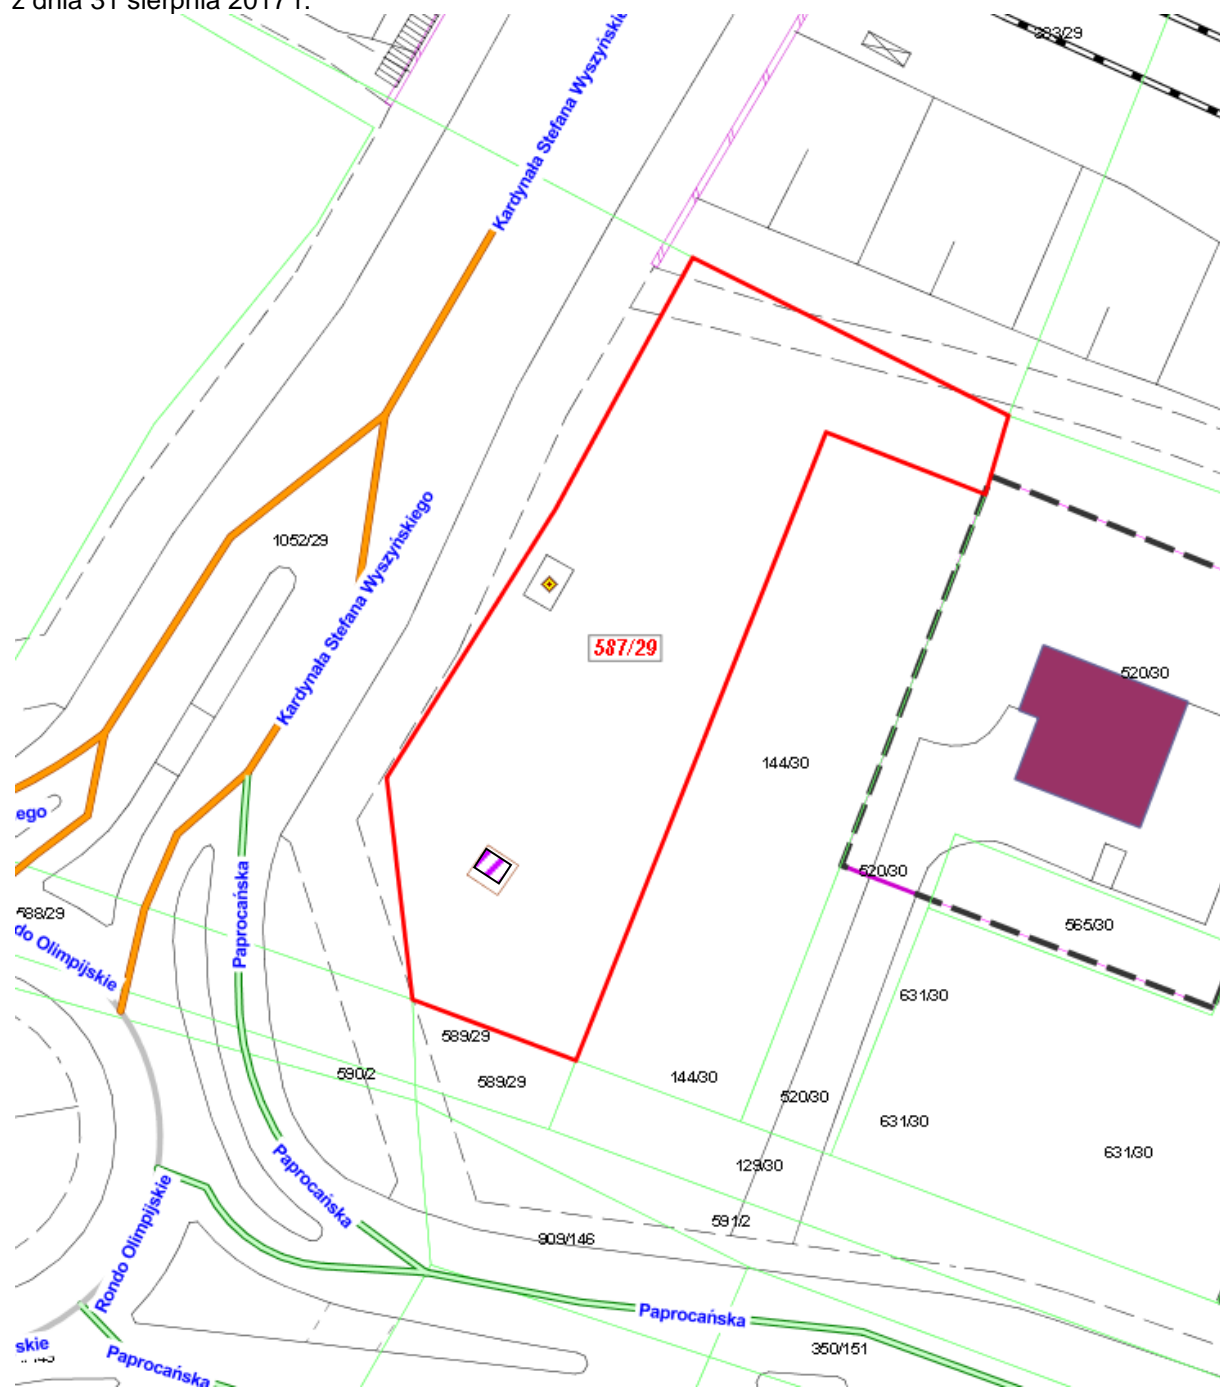 z dnia 31 sierpnia 2017 r.
Kardynała Stefana
883/29
1052/29
Kardynała Stefana Wyszyńskiego
587/29
520/30
144/30
ego
Paprocańska
520/30
588/29
do Olimpijskie
565/30
631/30
589/29
590/2
589/29
144/30
520/30
631/30
631/30
129/30
Paprocańska
Rondo Olimpijskie
591/2
909/146
Paprocańska
350/151
skie
Paprocańska